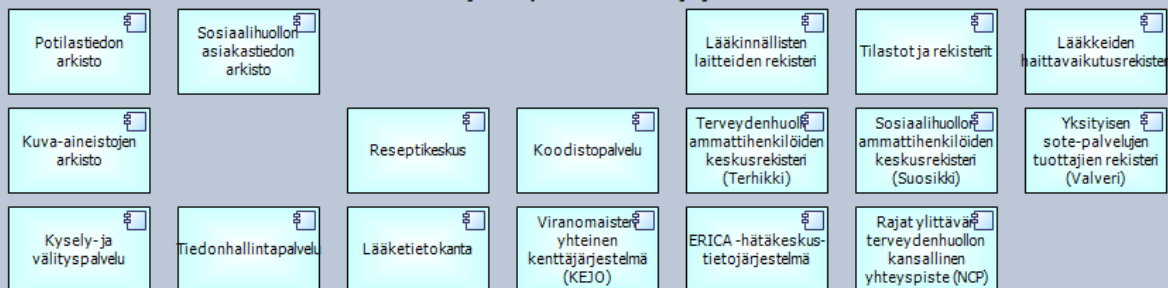 Potilastiedon
arkisto
Sosiaalihuollon
asiakastiedon
arkisto
Lääkinnällisten
laitteiden rekisteri
Tilastot ja rekisterit
Lääkkeiden
haittavaikutusrekisteri
Kuva-aineistojen
arkisto
Reseptikeskus
Koodistopalvelu
Terveydenhuollon
ammattihenkilöiden
keskusrekisteri
(Terhikki)
Sosiaalihuollon
ammattihenkilöiden
keskusrekisteri
(Suosikki)
Yksityisen
sote-palvelujen
tuottajien rekisteri
(Valveri)
Kysely- ja
välityspalvelu
Tiedonhallintapalvelu
Lääketietokanta
Viranomaisten
yhteinen
kenttäjärjestelmä
(KEJO)
ERICA -hätäkeskus-
tietojärjestelmä
Rajat ylittävän
terveydenhuollon
kansallinen
yhteyspiste (NCP)